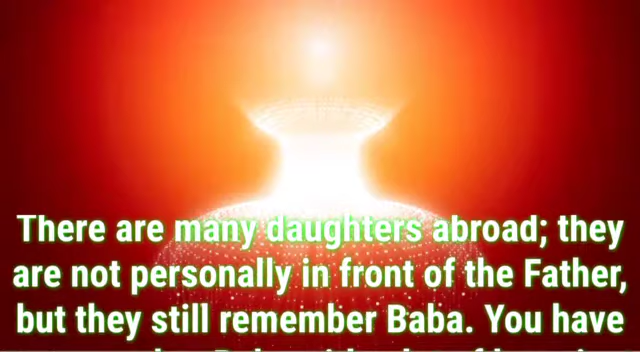 There are many daughters abroad; they
are not personally in front of the Father,
but they still remember Baba. You have